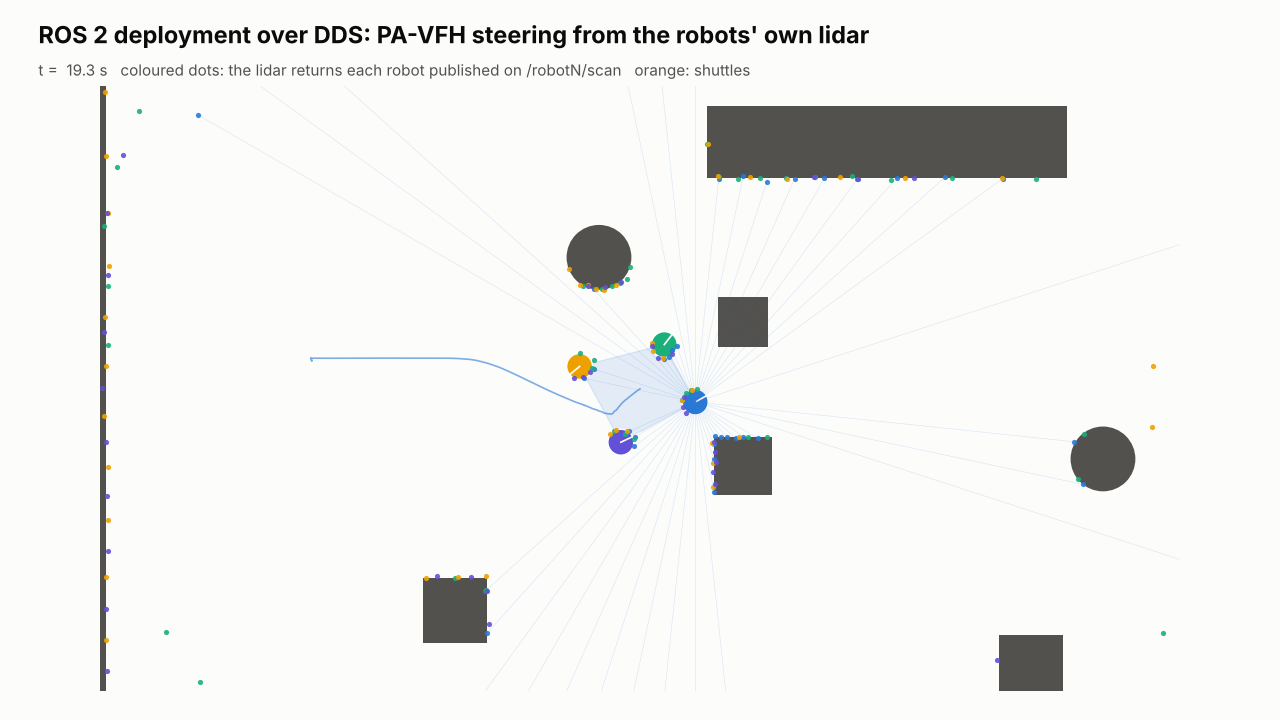 ROS 2 deployment over DDS: PA-VFH steering from the robots' own lidar
t = 19.3 s coloured dots: the lidar returns each robot published on /robotN/scan orange: shuttles